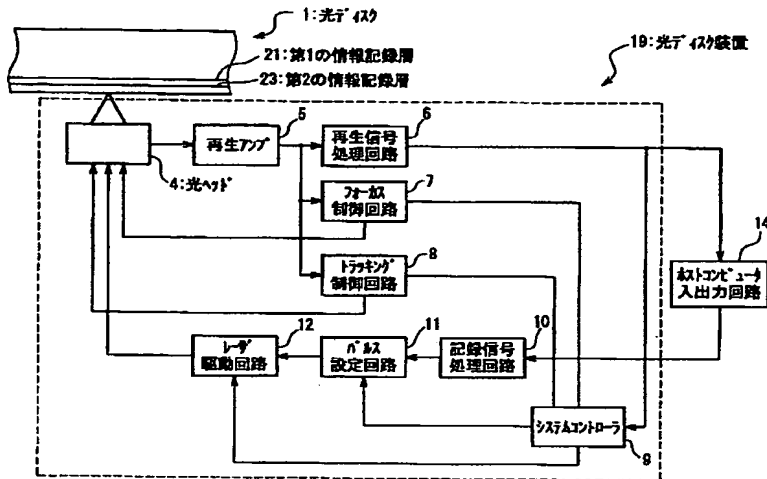 1:光ディスク
21:第1の情報記録層
23:第2の情報記録層
19:光ディスク装置
4:光ヘッド
5
再生アンプ
6
再生信号
処理回路
7
フォーカス
制御回路
8
トラッキング
制御回路
14
ホストコンピュータ
入出力回路
12
レーザ
駆動回路
11
パルス
設定回路
10
記録信号
処理回路
システムコントローラ
9